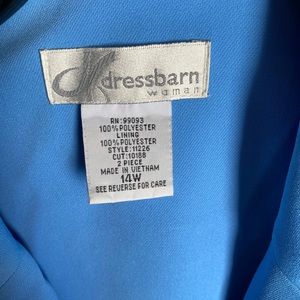 dressbarn
woman
RN: 99093
100% POLYESTER
LINING
100% POLYESTER
STYLE: 11226
CUT: 10188
2 PIECE
MADE IN VIETNAM
14W
SEE REVERSE FOR CARE